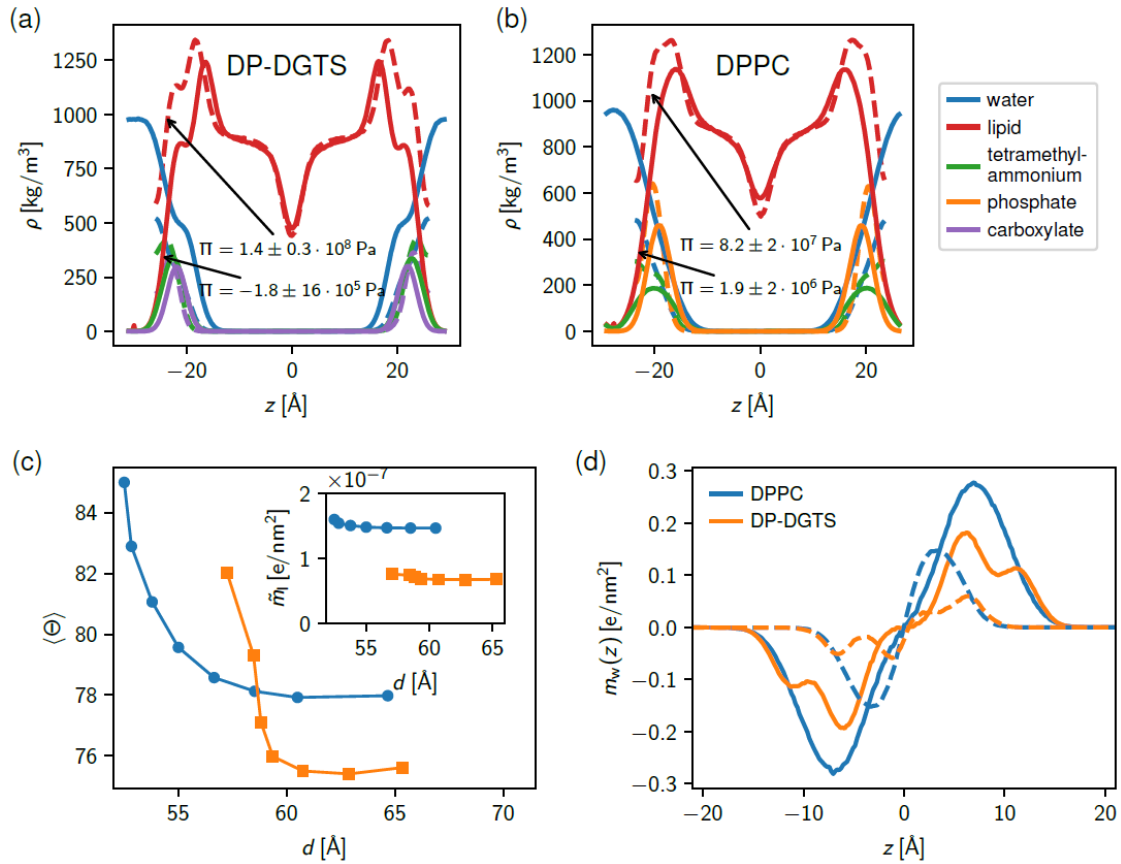 (a)
DP-DGTS
ρ [kg/m³]
1250
1000
750
500
250
0
Π = 1.4 ± 0.3 · 10⁸ Pa
Π = −1.8 ± 16 · 10⁵ Pa
−20
0
20
z [Å]
(b)
DPPC
ρ [kg/m³]
1200
1000
800
600
400
200
0
Π = 8.2 ± 2 · 10⁷ Pa
Π = 1.9 ± 2 · 10⁶ Pa
−20
0
20
z [Å]
water
lipid
tetramethyl-
ammonium
phosphate
carboxylate
(c)
⟨Θ⟩
84
82
80
78
76
55
60
65
70
d [Å]
×10⁻⁷
m̃ₗ [e/nm²]
2
1
0
55
60
65
d [Å]
(d)
DPPC
DP-DGTS
m_w(z) [e/nm²]
0.3
0.2
0.1
0.0
−0.1
−0.2
−0.3
−20
−10
0
10
20
z [Å]